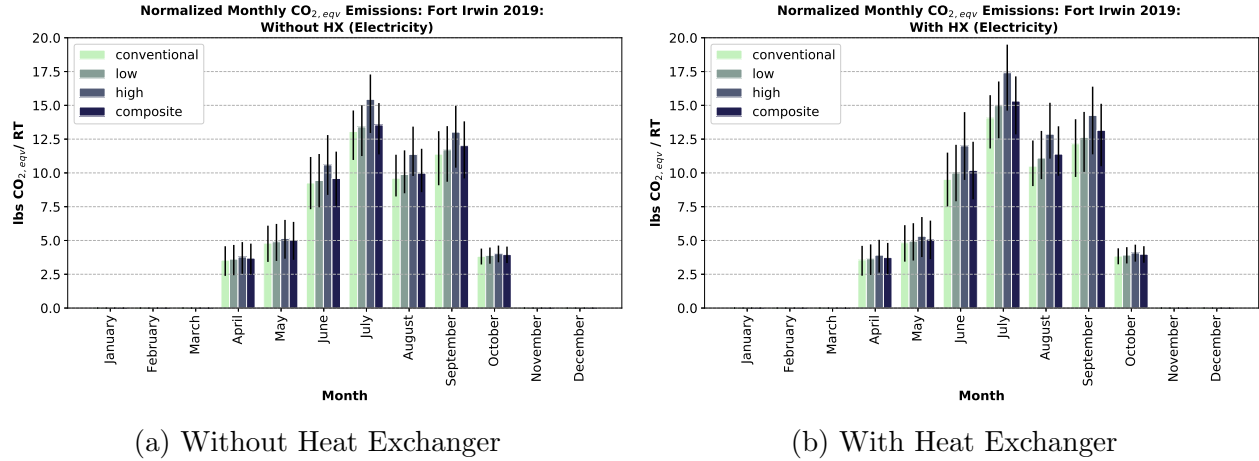 Normalized Monthly CO2, eqv Emissions: Fort Irwin 2019:
Without HX (Electricity)
20.0
17.5
15.0
12.5
10.0
7.5
5.0
2.5
0.0
lbs CO2, eqv/ RT
conventional
low
high
composite
January
February
March
April
May
June
July
August
September
October
November
December
Month
(a) Without Heat Exchanger
Normalized Monthly CO2, eqv Emissions: Fort Irwin 2019:
With HX (Electricity)
20.0
17.5
15.0
12.5
10.0
7.5
5.0
2.5
0.0
lbs CO2, eqv / RT
conventional
low
high
composite
January
February
March
April
May
June
July
August
September
October
November
December
Month
(b) With Heat Exchanger